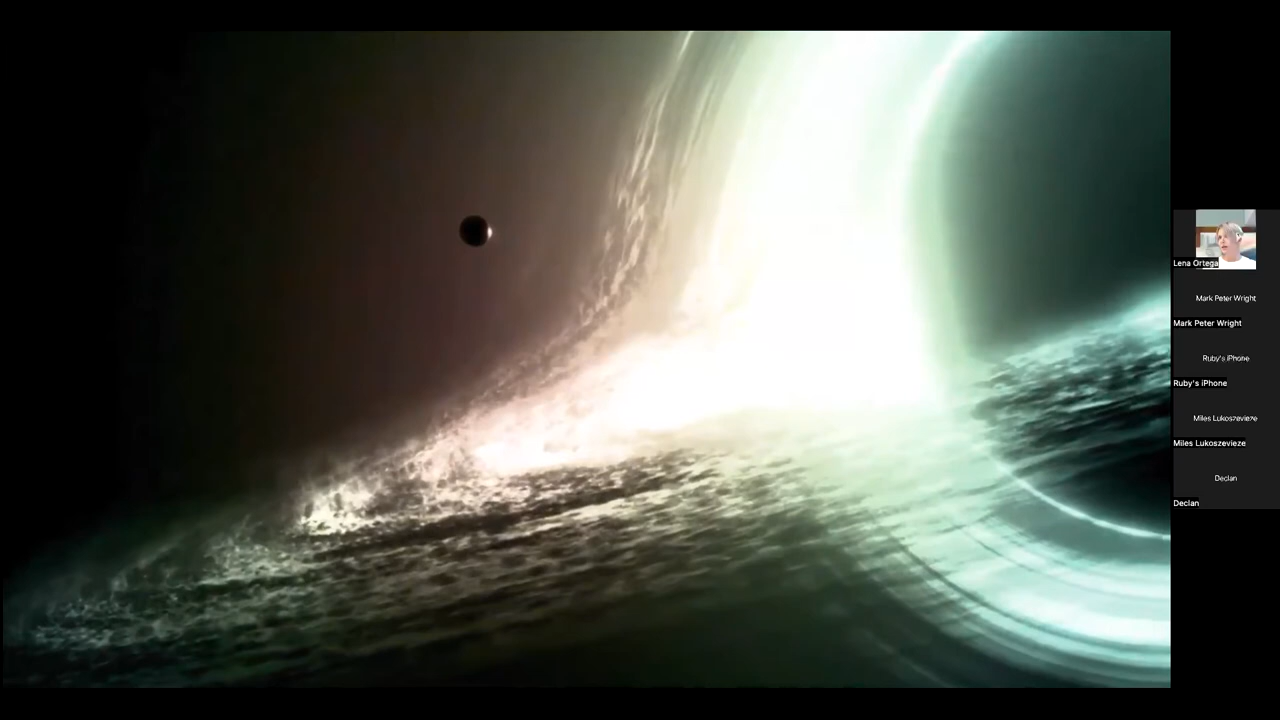 Lena Ortega
Mark Peter Wright
Mark Peter Wright
Ruby's iPhone
Ruby's iPhone
Miles Lukoszevieze
Miles Lukoszevieze
Declan
Declan